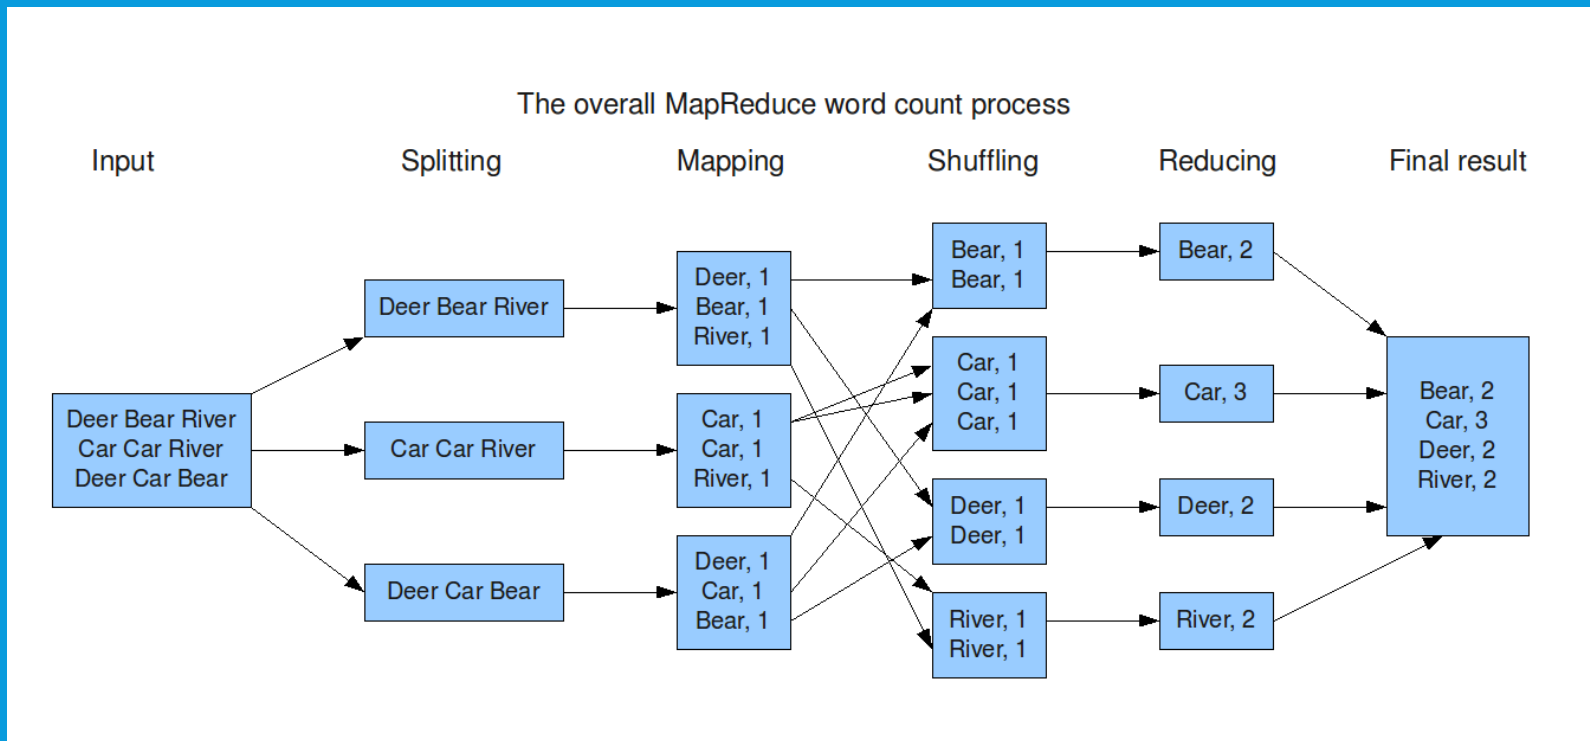 The overall MapReduce word count process
Input
Splitting
Mapping
Shuffling
Reducing
Final result
Deer Bear River
Car Car River
Deer Car Bear
Deer Bear River
Car Car River
Deer Car Bear
Deer, 1
Bear, 1
River, 1
Car, 1
Car, 1
River, 1
Deer, 1
Car, 1
Bear, 1
Bear, 1
Bear, 1
Car, 1
Car, 1
Car, 1
Deer, 1
Deer, 1
River, 1
River, 1
Bear, 2
Car, 3
Deer, 2
River, 2
Bear, 2
Car, 3
Deer, 2
River, 2